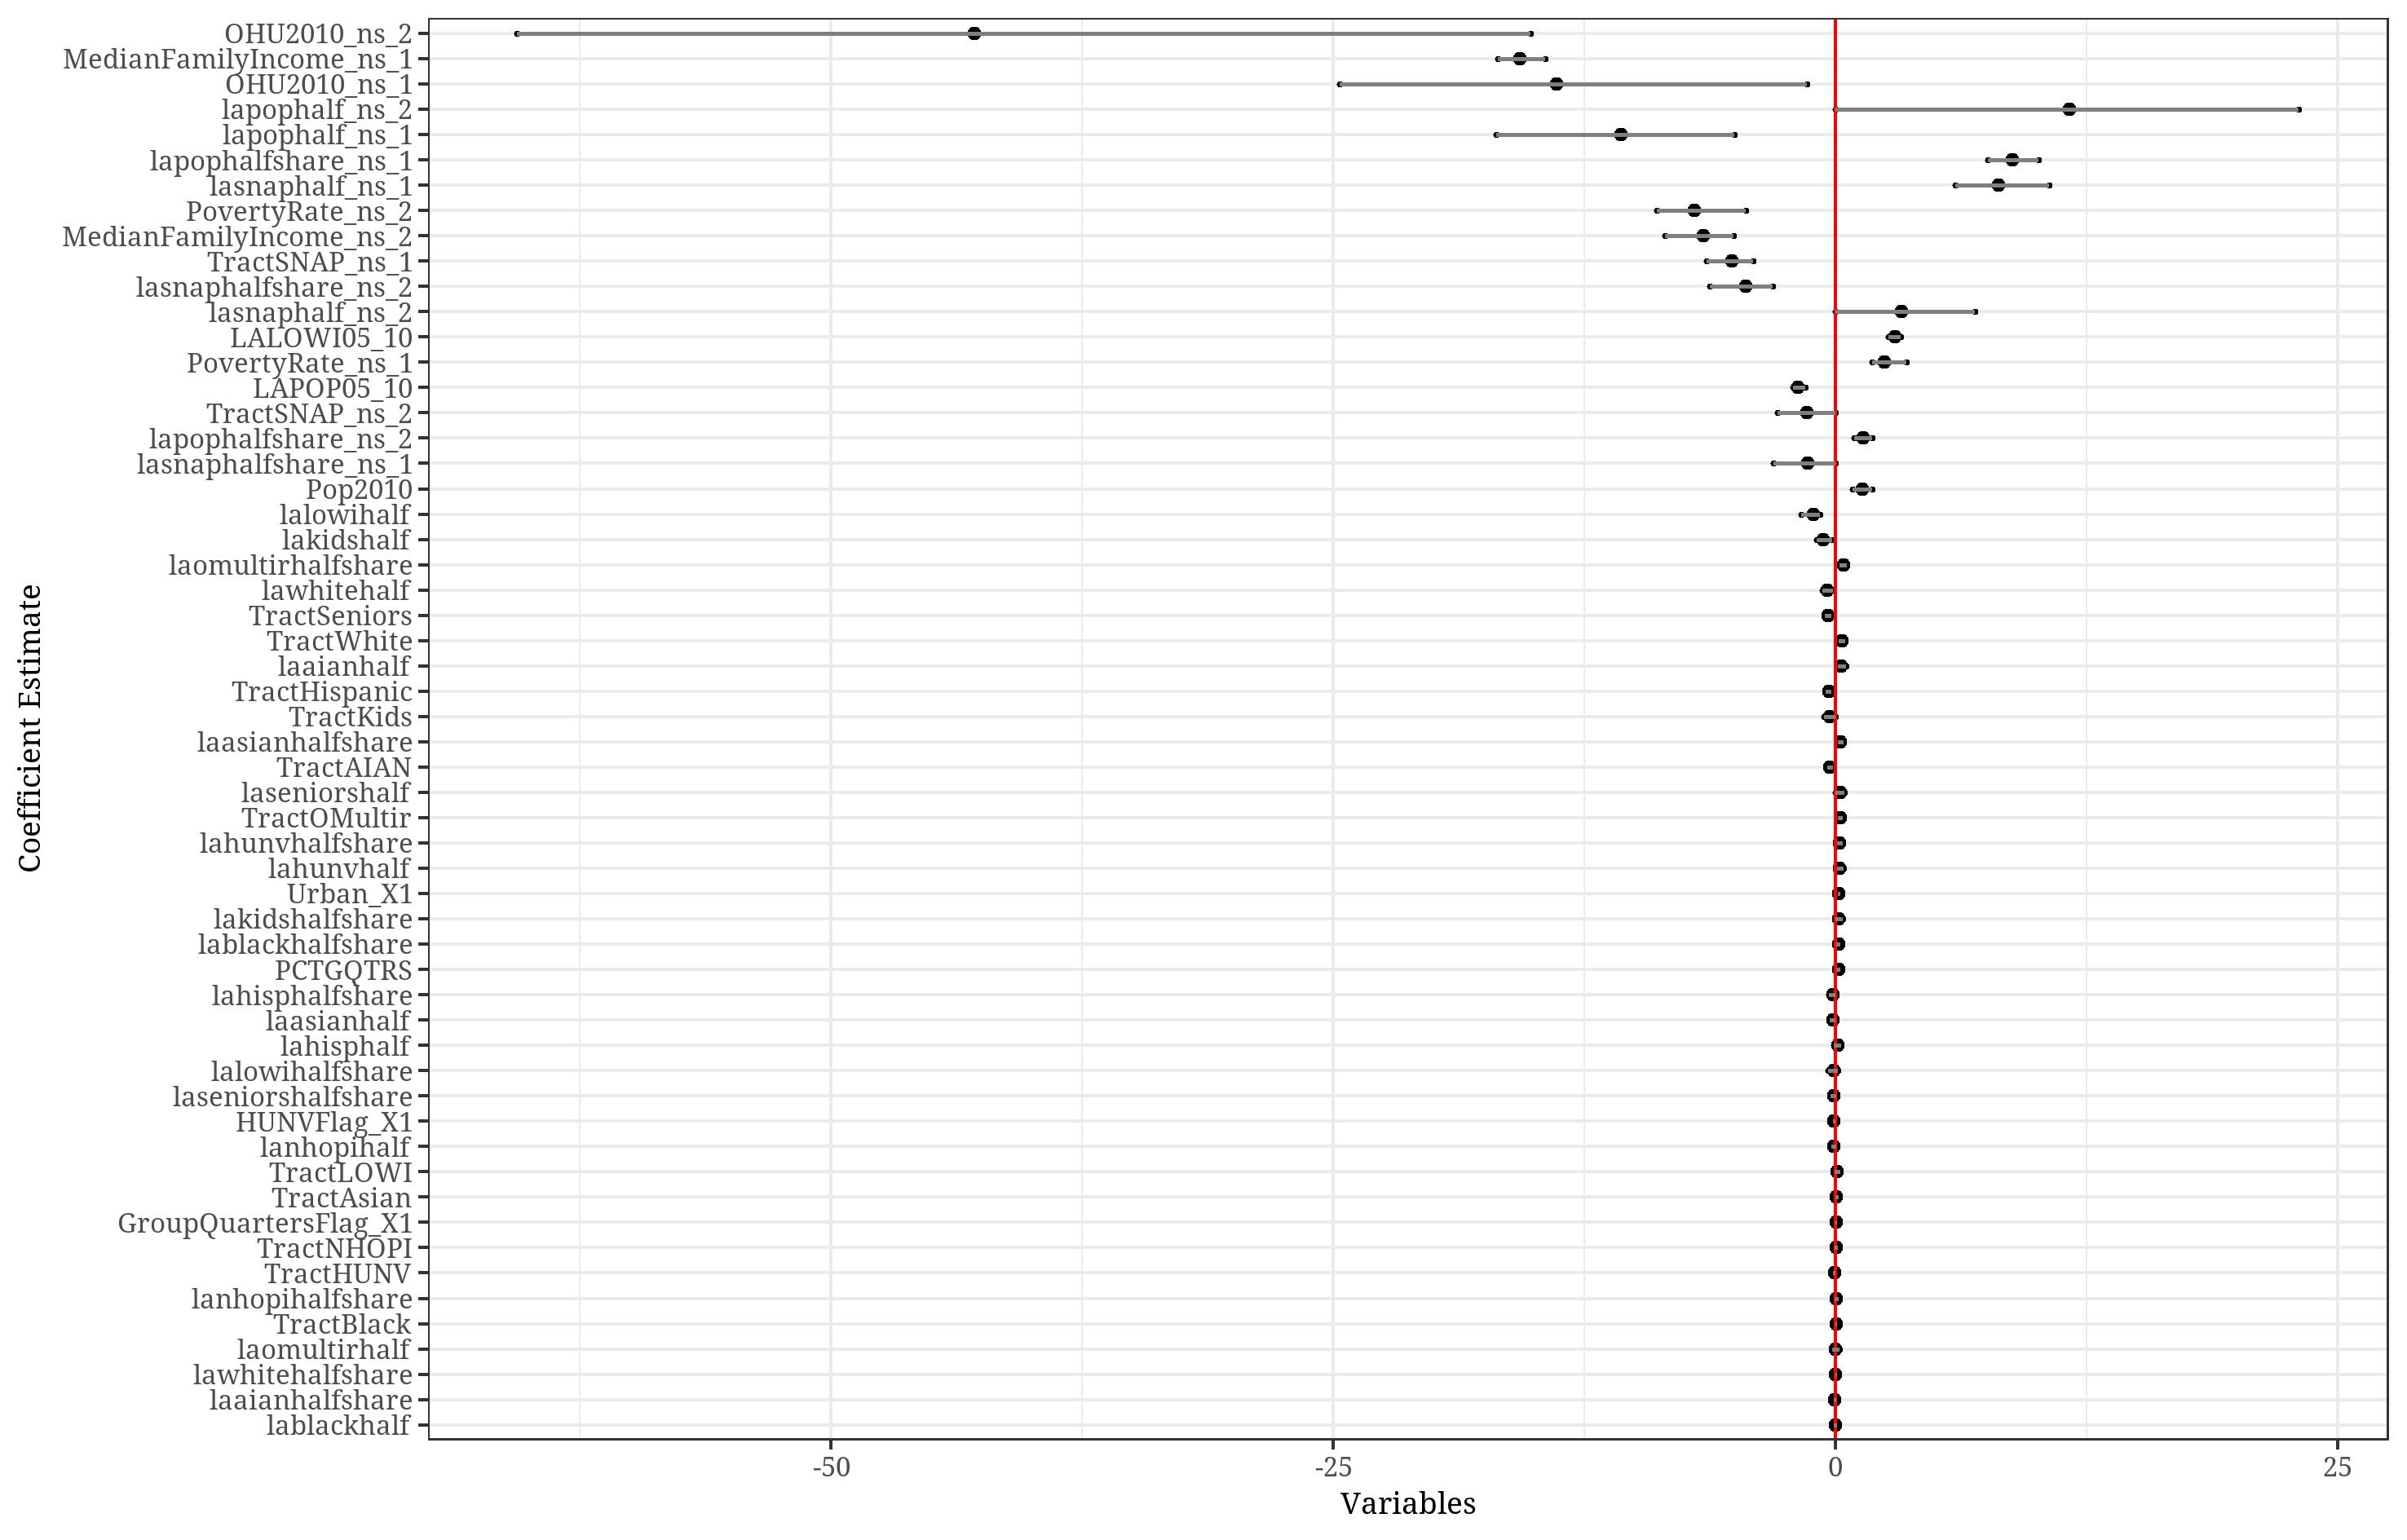 OHU2010_ns_2
MedianFamilyIncome_ns_1
OHU2010_ns_1
lapophalf_ns_2
lapophalf_ns_1
lapophalfshare_ns_1
lasnaphalf_ns_1
PovertyRate_ns_2
MedianFamilyIncome_ns_2
TractSNAP_ns_1
lasnaphalfshare_ns_2
lasnaphalf_ns_2
LALOWI05_10
PovertyRate_ns_1
LAPOP05_10
TractSNAP_ns_2
lapophalfshare_ns_2
lasnaphalfshare_ns_1
Pop2010
lalowihalf
lakidshalf
laomultirhalfshare
lawhitehalf
TractSeniors
TractWhite
laaianhalf
TractHispanic
TractKids
laasianhalfshare
TractAIAN
laseniorshalf
TractOMultir
lahunvhalfshare
lahunvhalf
Urban_X1
lakidshalfshare
lablackhalfshare
PCTGQTRS
lahisphalfshare
laasianhalf
lahisphalf
lalowihalfshare
laseniorshalfshare
HUNVFlag_X1
lanhopihalf
TractLOWI
TractAsian
GroupQuartersFlag_X1
TractNHOPI
TractHUNV
lanhopihalfshare
TractBlack
laomultirhalf
lawhitehalfshare
laaianhalfshare
lablackhalf
Coefficient Estimate
-50 -25 0 25
Variables